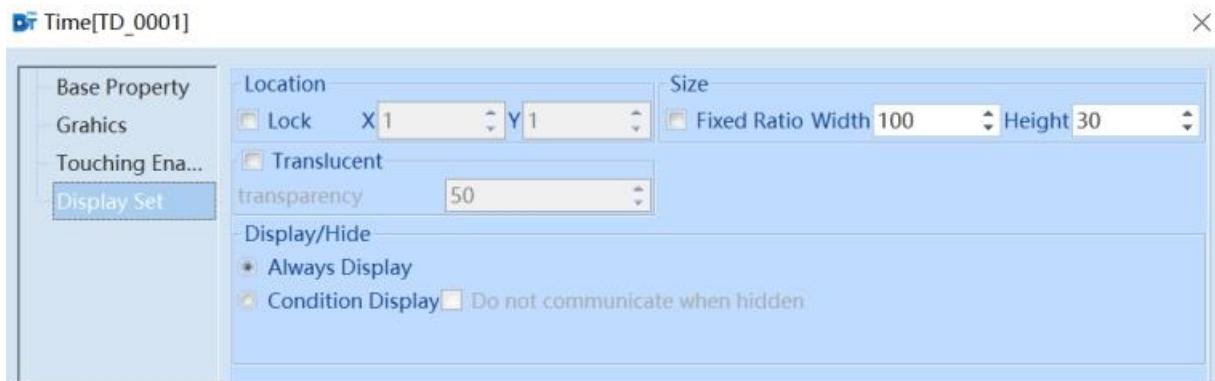 DT Time[TD_0001]
Base Property
Grahics
Touching Ena...
Display Set
Location
Lock X 1 Y 1
Size
Fixed Ratio Width 100 Height 30
Translucent
transparency 50
Display/Hide
Always Display
Condition Display Do not communicate when hidden